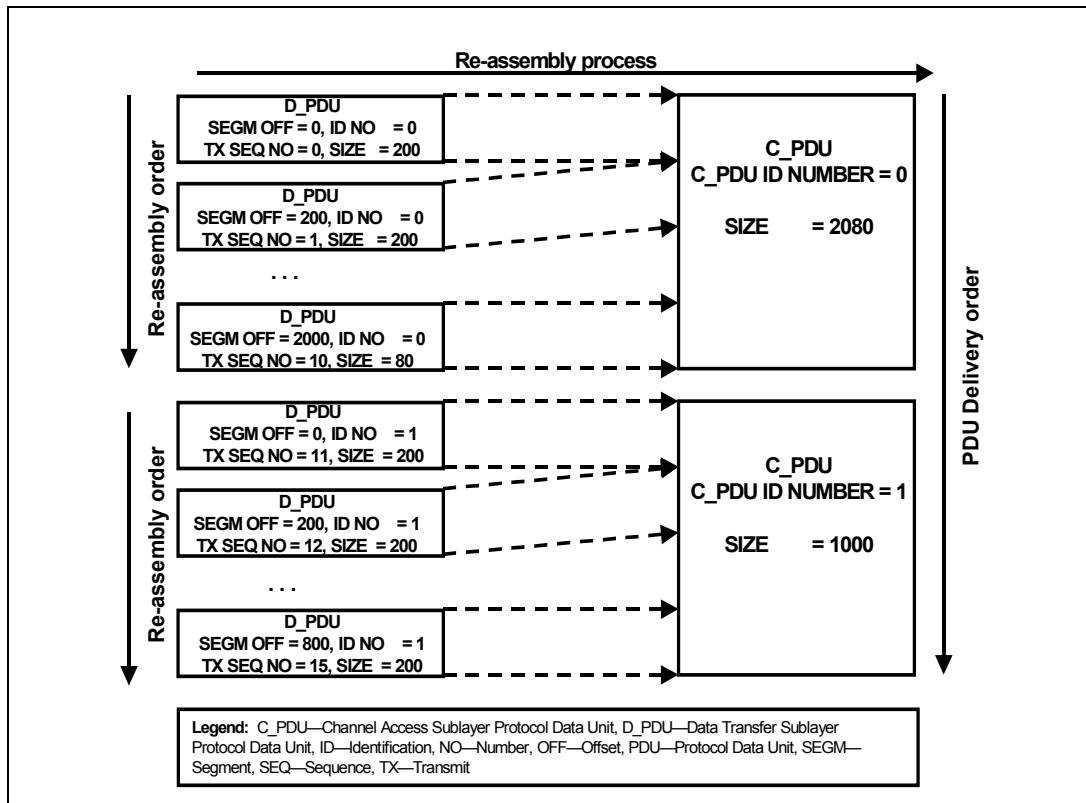 Re-assembly process
Re-assembly order
D_PDU
SEGM OFF = 0, ID NO = 0
TX SEQ NO = 0, SIZE = 200
D_PDU
SEGM OFF = 200, ID NO = 0
TX SEQ NO = 1, SIZE = 200
. . .
D_PDU
SEGM OFF = 2000, ID NO = 0
TX SEQ NO = 10, SIZE = 80
C_PDU
C_PDU ID NUMBER = 0
SIZE = 2080
Re-assembly order
D_PDU
SEGM OFF = 0, ID NO = 1
TX SEQ NO = 11, SIZE = 200
D_PDU
SEGM OFF = 200, ID NO = 1
TX SEQ NO = 12, SIZE = 200
. . .
D_PDU
SEGM OFF = 800, ID NO = 1
TX SEQ NO = 15, SIZE = 200
C_PDU
C_PDU ID NUMBER = 1
SIZE = 1000
PDU Delivery order
Legend: C_PDU—Channel Access Sublayer Protocol Data Unit, D_PDU—Data Transfer Sublayer
Protocol Data Unit, ID—Identification, NO—Number, OFF—Offset, PDU—Protocol Data Unit, SEGM—
Segment, SEQ—Sequence, TX—Transmit